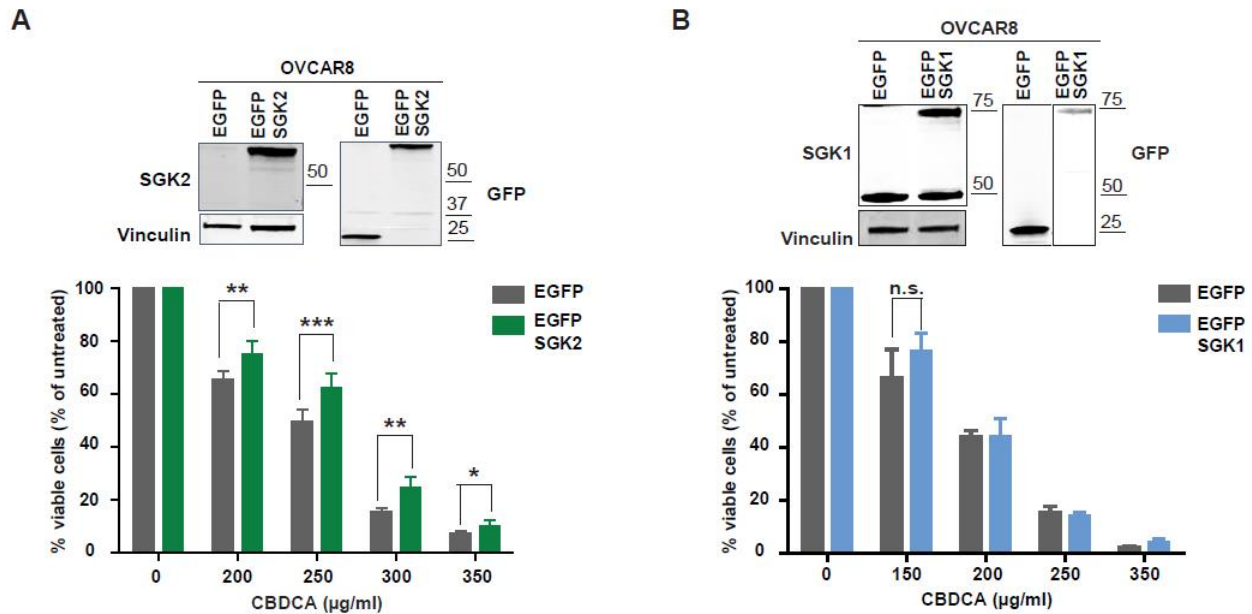 A
OVCAR8
EGFP
EGFP
SGK2
EGFP
EGFP
SGK2
SGK2
50
Vinculin
50
37
25
GFP
100
80
60
40
20
0
% viable cells (% of untreated)
**
***
**
*
EGFP
EGFP
SGK2
0 200 250 300 350
CBDCA (µg/ml)
B
OVCAR8
EGFP
EGFP
SGK1
EGFP
EGFP
SGK1
SGK1
75
50
Vinculin
75
50
25
GFP
100
80
60
40
20
0
% viable cells (% of untreated)
n.s.
EGFP
EGFP
SGK1
0 150 200 250 350
CBDCA (µg/ml)